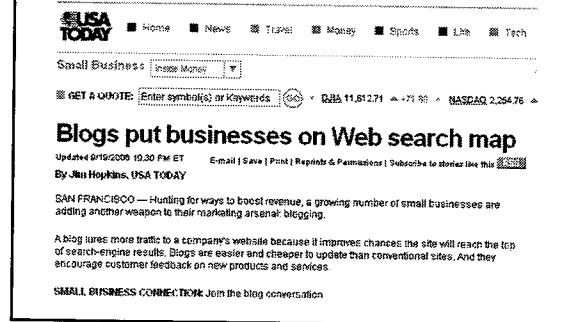 USA
TODAY
Home News Travel Money Sports Life Tech
Small Business Inside Money
GET A QUOTE: Enter symbol(s) or Keywords GO DJIA 11,612.71 NASDAQ 2,254.76
Blogs put businesses on Web search map
Updated 9/19/2006 10:30 PM ET E-mail | Save | Print | Reprints & Permissions | Subscribe to stories like this
By Jim Hopkins, USA TODAY
SAN FRANCISCO — Hunting for ways to boost revenue, a growing number of small businesses are
adding another weapon to their marketing arsenal: blogging.
A blog lures more traffic to a company's website because it improves chances the site will reach the top
of search-engine results. Blogs are easier and cheaper to update than conventional sites. And they
encourage customer feedback on new products and services.
SMALL BUSINESS CONNECTION: Join the blog conversation